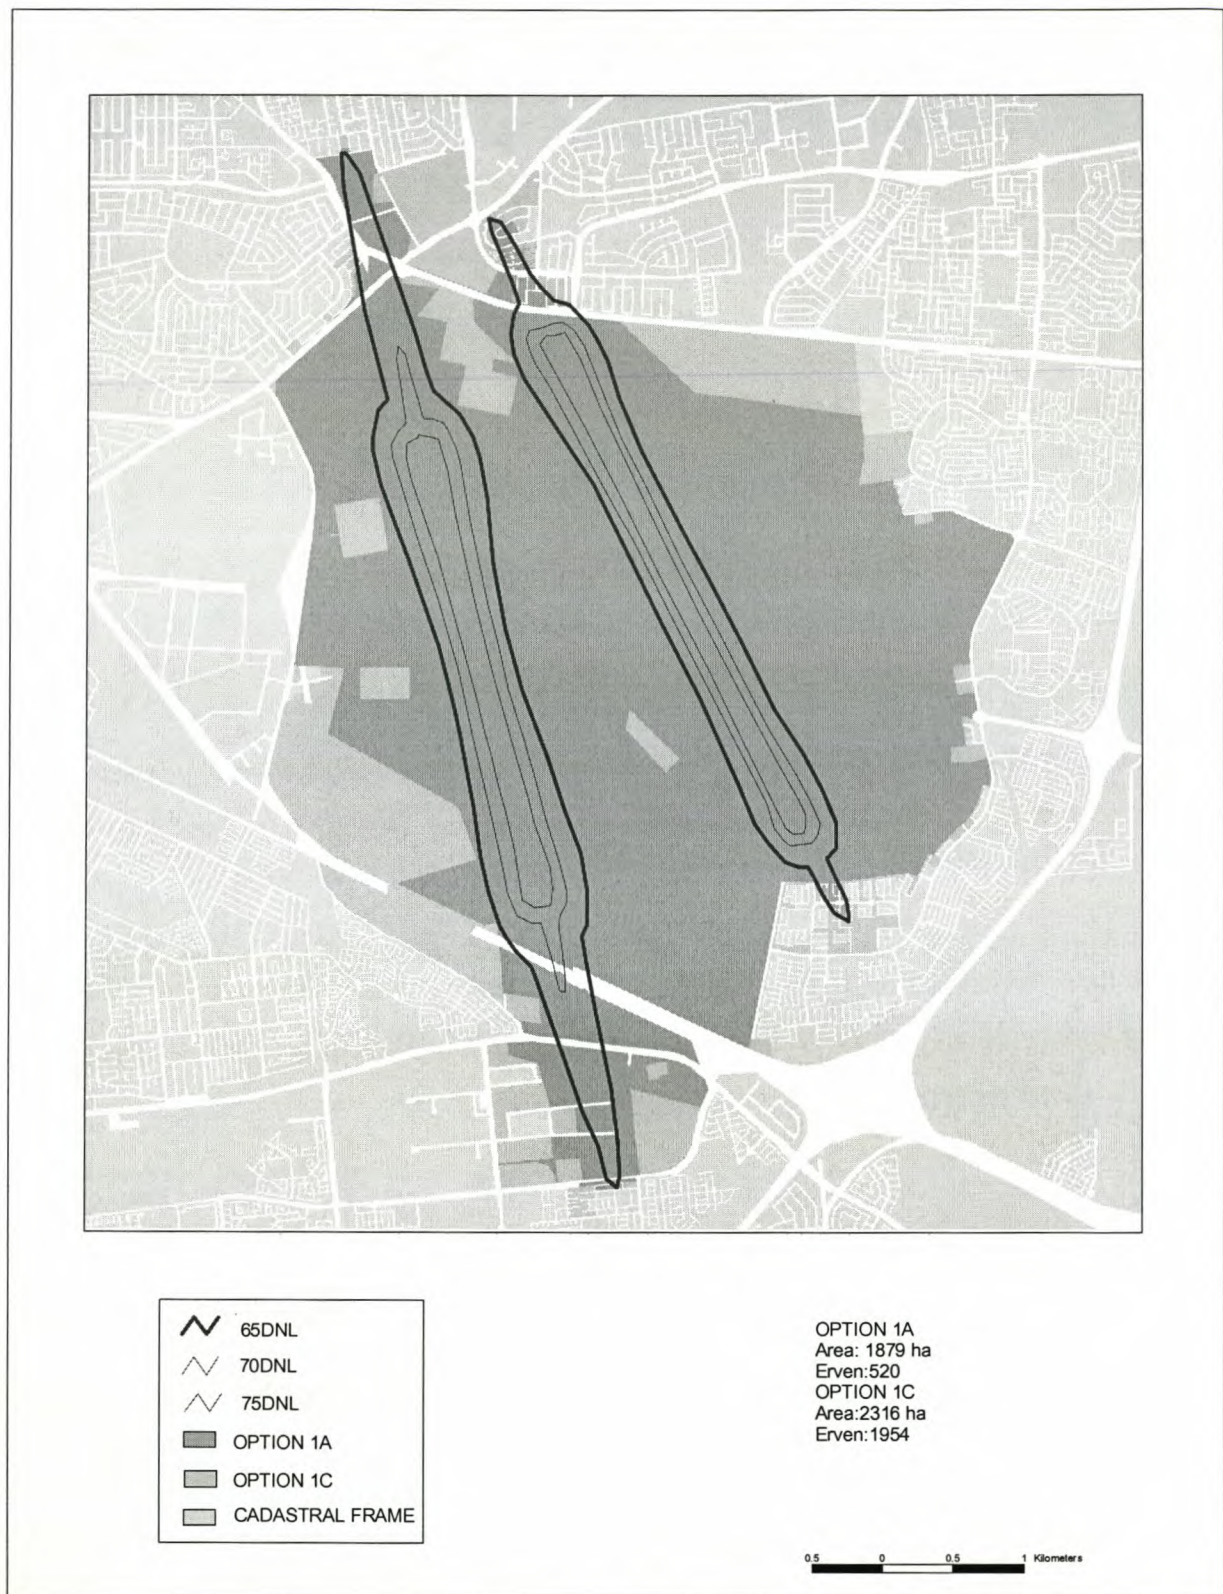 65DNL
70DNL
75DNL
OPTION 1A
OPTION 1C
CADASTRAL FRAME
OPTION 1A
Area: 1879 ha
Erven:520
OPTION 1C
Area:2316 ha
Erven:1954
0.5 0 0.5 1 Kilometers